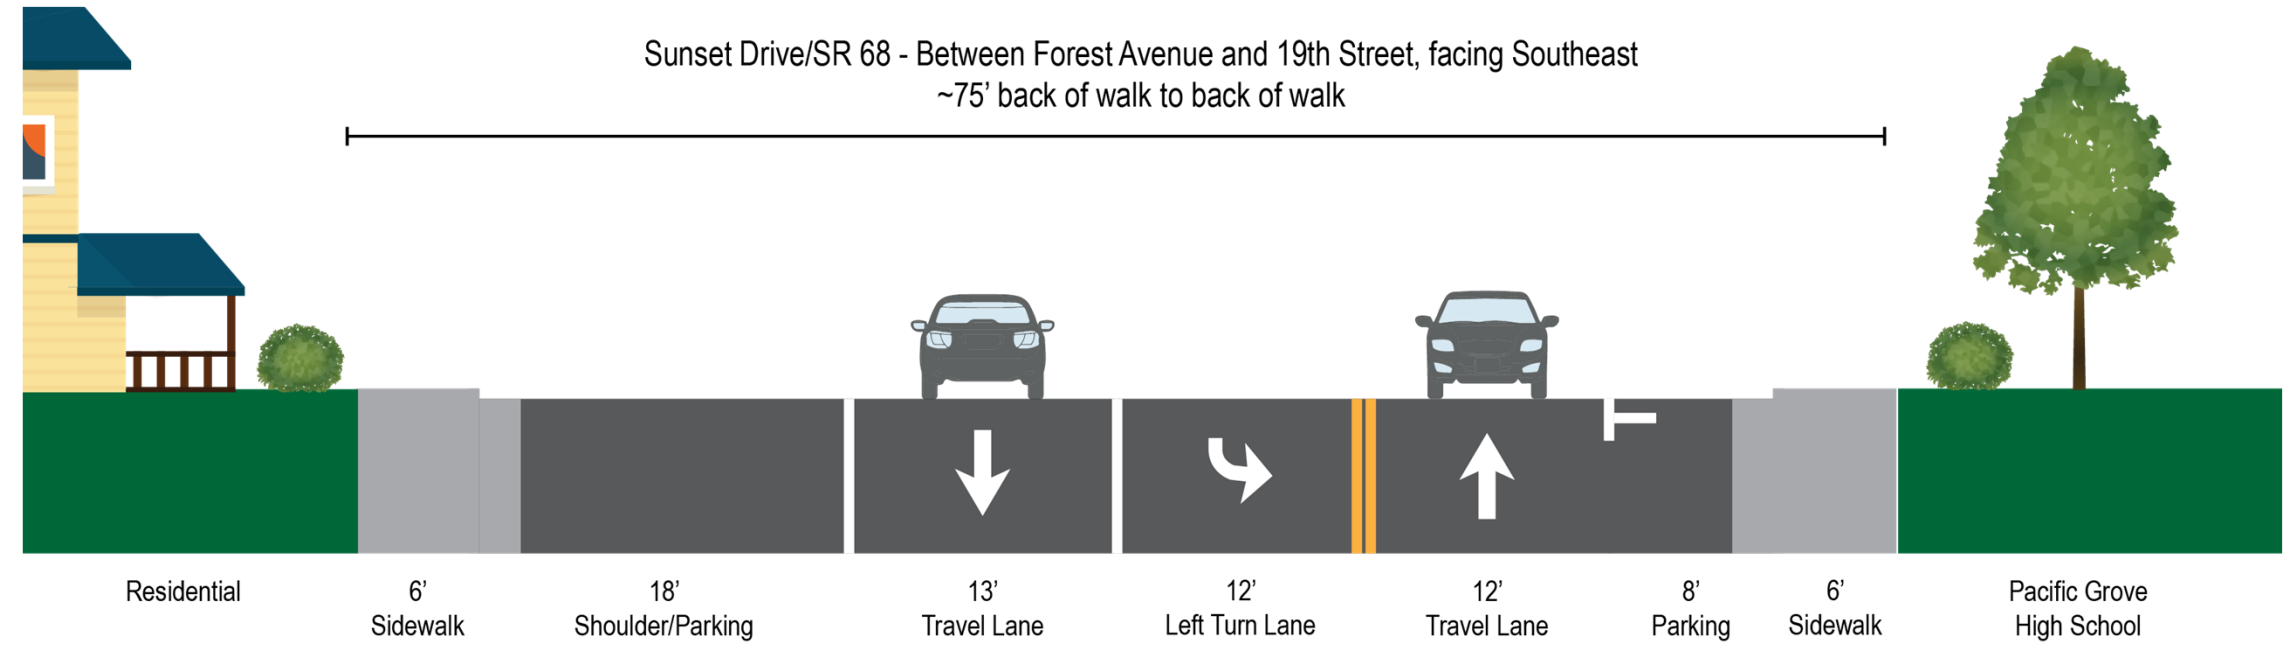 Sunset Drive/SR 68 - Between Forest Avenue and 19th Street, facing Southeast
~75’ back of walk to back of walk
Residential
6’
Sidewalk
18’
Shoulder/Parking
13’
Travel Lane
12’
Left Turn Lane
12’
Travel Lane
8’
Parking
6’
Sidewalk
Pacific Grove
High School